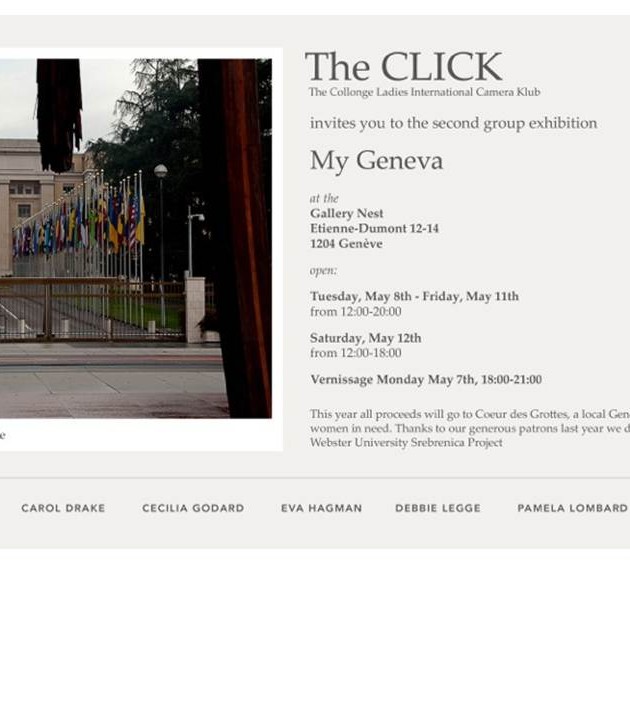 The CLICK
The Collonge Ladies International Camera Klub
invites you to the second group exhibition
My Geneva
at the
Gallery Nest
Etienne-Dumont 12-14
1204 Genève
open:
Tuesday, May 8th - Friday, May 11th
from 12:00-20:00
Saturday, May 12th
from 12:00-18:00
Vernissage Monday May 7th, 18:00-21:00
This year all proceeds will go to Coeur des Grottes, a local Gen
women in need. Thanks to our generous patrons last year we d
Webster University Srebrenica Project
e
CAROL DRAKE CECILIA GODARD EVA HAGMAN DEBBIE LEGGE PAMELA LOMBARD